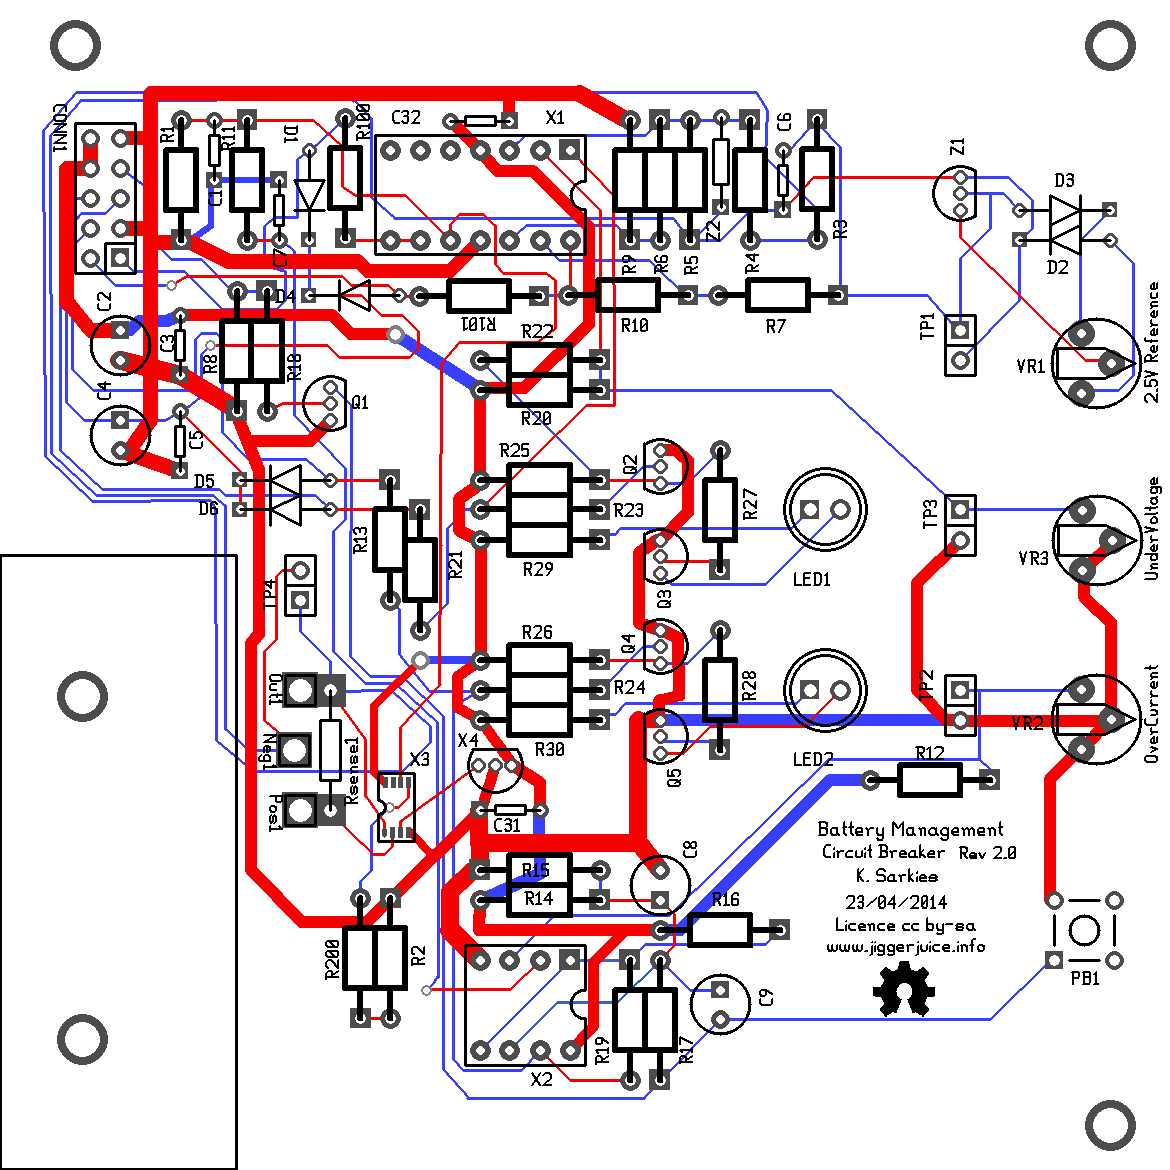 CONN1
R1
C1
R11
D1
C7
R100
C32
X1
R9
R6
R5
Z2
R4
C6
R3
Z1
D3
D2
C2
D4
R101
R10
R7
TP1
VR1
2.5V Reference
C3
R8
R18
Q1
R22
R20
C4
C5
D5
D6
R13
R21
R25
R23
R29
Q2
R27
Q3
LED1
TP3
VR3
UnderVoltage
TP4
Out1
Neg1
Pos1
Rsense1
X3
R26
R24
R30
Q4
R28
Q5
LED2
TP2
VR2
OverCurrent
X4
C31
R12
R15
R14
C8
R16
R200
R2
X2
R19
R17
C9
PB1
Battery Management
Circuit Breaker Rev 2.0
K. Sarkies
23/04/2014
Licence cc by-sa
www.jiggerjuice.info